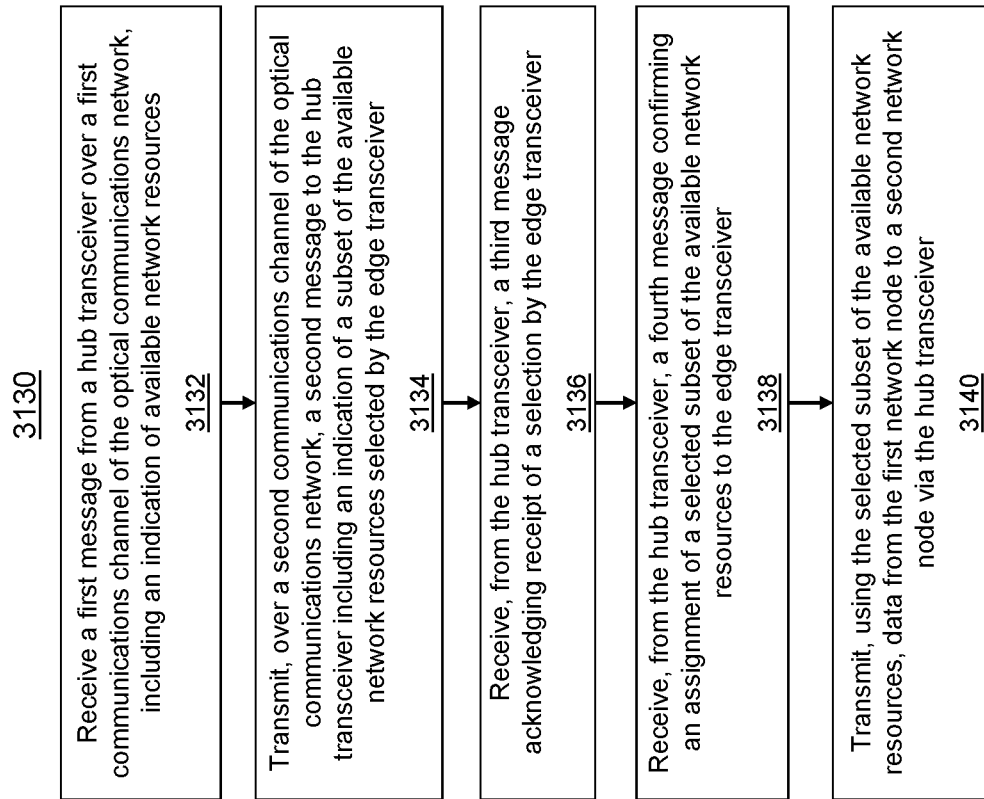 3130
Receive a first message from a hub transceiver over a first
communications channel of the optical communications network,
including an indication of available network resources
3132
Transmit, over a second communications channel of the optical
communications network, a second message to the hub
transceiver including an indication of a subset of the available
network resources selected by the edge transceiver
3134
Receive, from the hub transceiver, a third message
acknowledging receipt of a selection by the edge transceiver
3136
Receive, from the hub transceiver, a fourth message confirming
an assignment of a selected subset of the available network
resources to the edge transceiver
3138
Transmit, using the selected subset of the available network
resources, data from the first network node to a second network
node via the hub transceiver
3140